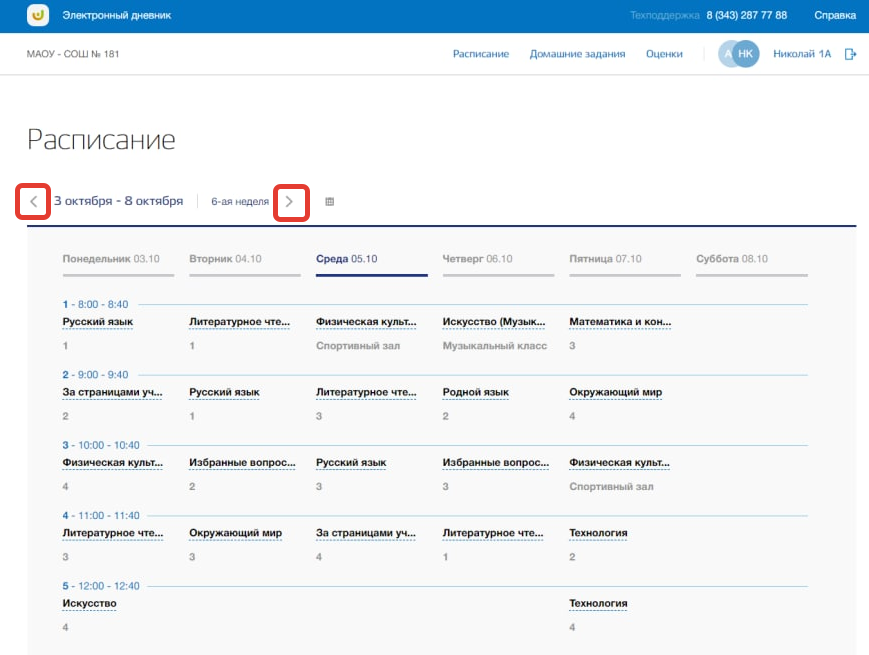 Электронный дневник Техподдержка 8 (343) 287 77 88 Справка
МАОУ - СОШ № 181 Расписание Домашние задания Оценки А НК Николай 1А
Расписание
3 октября - 8 октября 6-ая неделя
Понедельник 03.10 Вторник 04.10 Среда 05.10 Четверг 06.10 Пятница 07.10 Суббота 08.10
1 - 8:00 - 8:40
Русский язык Литературное чте... Физическая культ... Искусство (Музык... Математика и кон...
1 1 Спортивный зал Музыкальный класс 3
2 - 9:00 - 9:40
За страницами уч... Русский язык Литературное чте... Родной язык Окружающий мир
2 1 3 2 4
3 - 10:00 - 10:40
Физическая культ... Избранные вопрос... Русский язык Избранные вопрос... Физическая культ...
4 2 3 3 Спортивный зал
4 - 11:00 - 11:40
Литературное чте... Окружающий мир За страницами уч... Литературное чте... Технология
3 3 4 1 2
5 - 12:00 - 12:40
Искусство Технология
4 4